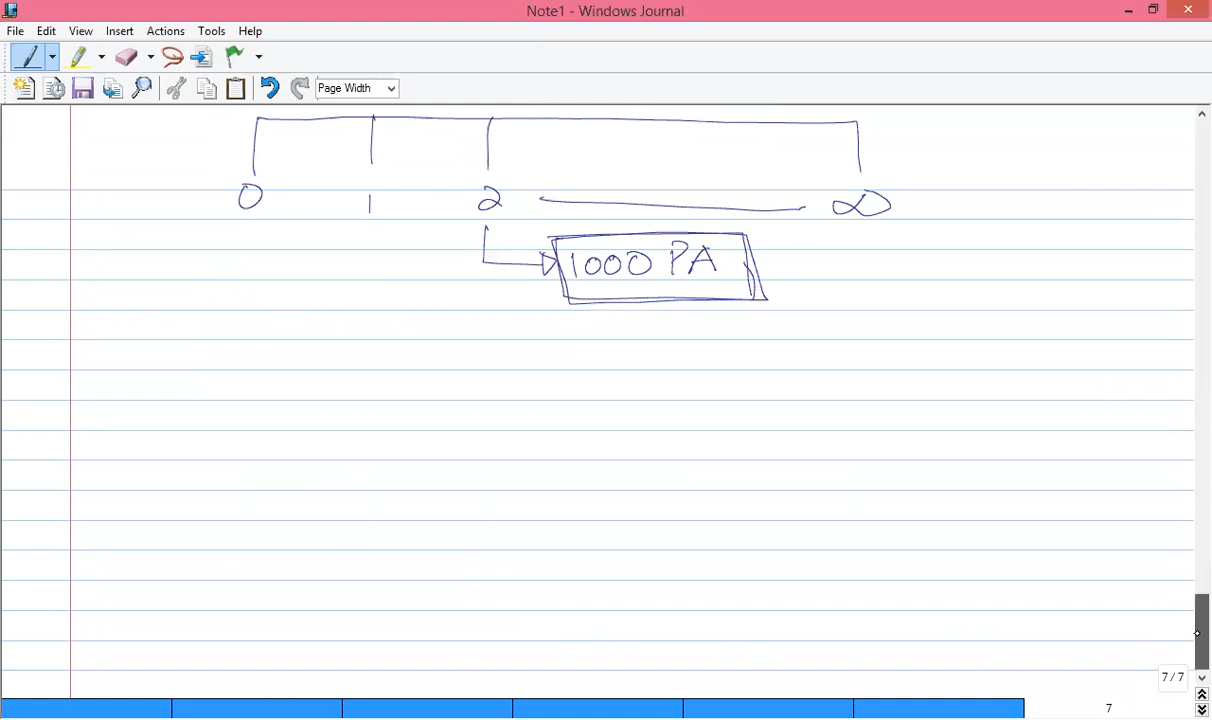 Note1 - Windows Journal
File Edit View Insert Actions Tools Help
Page Width
0 1 2 ∞
1000 PA
7 / 7
7